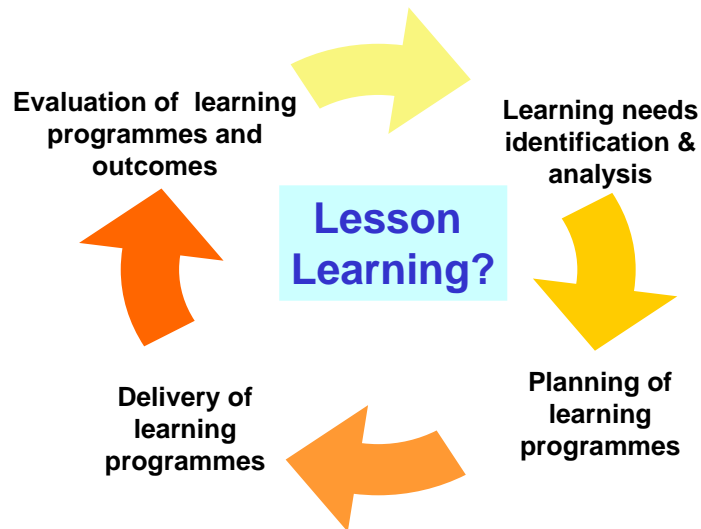 Evaluation of learning
programmes and
outcomes
Learning needs
identification &
analysis
Lesson
Learning?
Planning of
learning
programmes
Delivery of
learning
programmes